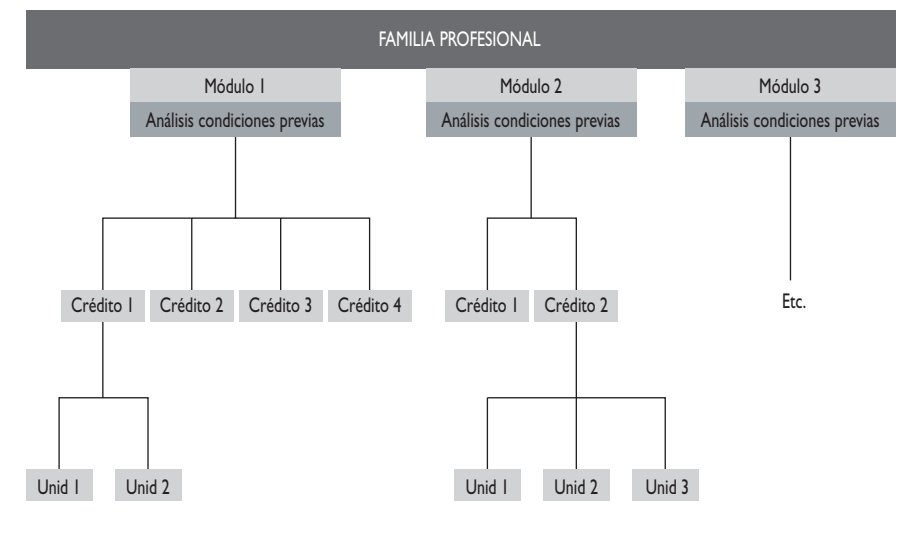 FAMILIA PROFESIONAL
Módulo 1
Módulo 2
Módulo 3
Análisis condiciones previas
Análisis condiciones previas
Análisis condiciones previas
Crédito 1
Crédito 2
Crédito 3
Crédito 4
Crédito 1
Crédito 2
Etc.
Unid 1
Unid 2
Unid 1
Unid 2
Unid 3